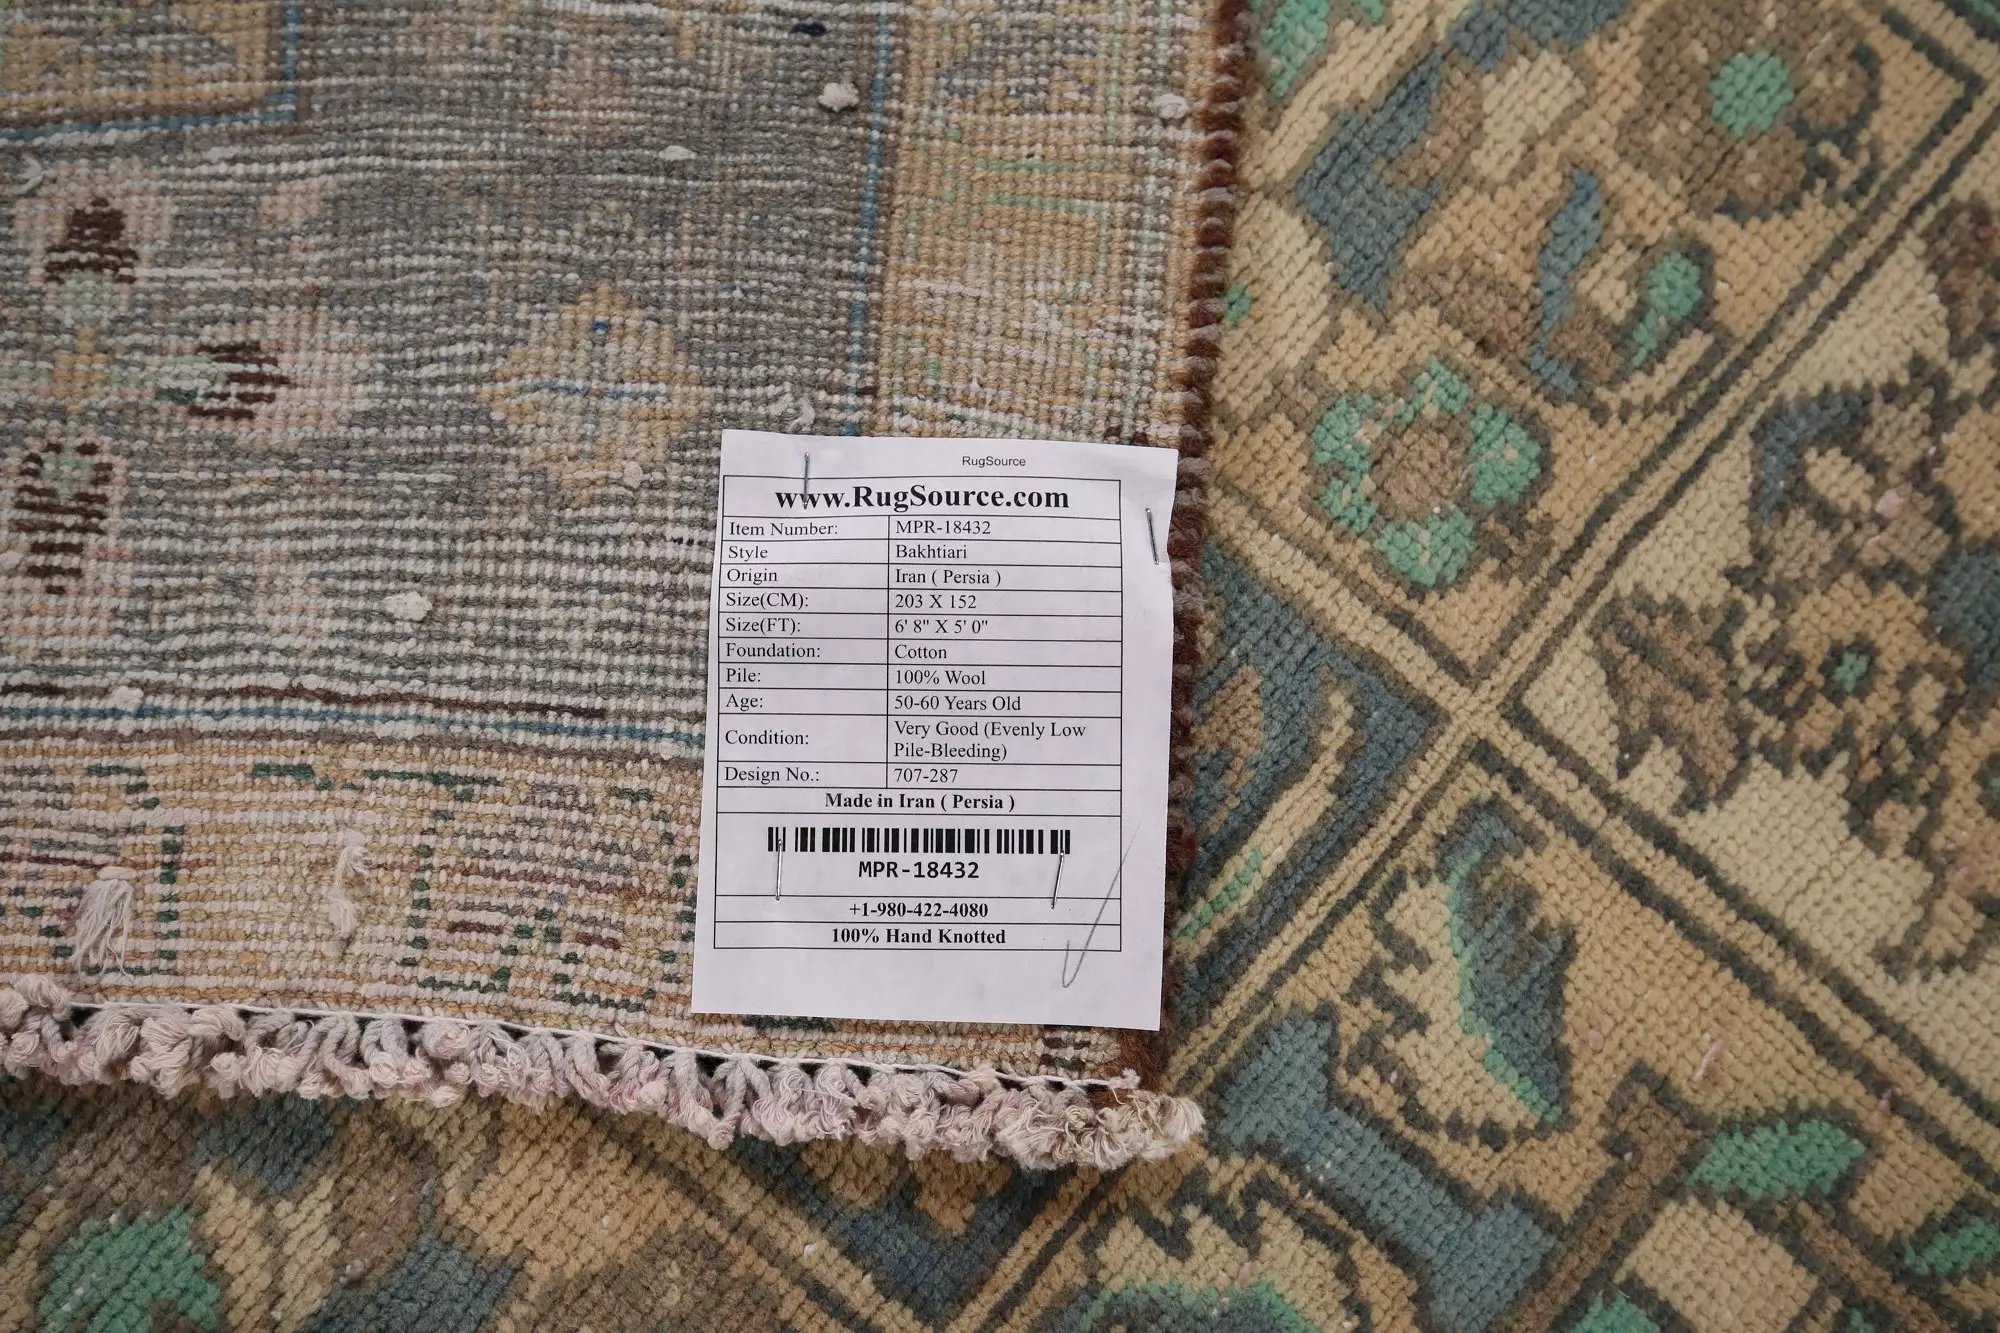 RugSource
www.RugSource.com
Item Number: MPR-18432
Style Bakhtiari
Origin Iran ( Persia )
Size(CM): 203 X 152
Size(FT): 6' 8" X 5' 0"
Foundation: Cotton
Pile: 100% Wool
Age: 50-60 Years Old
Condition: Very Good (Evenly Low
Pile-Bleeding)
Design No.: 707-287
Made in Iran ( Persia )
MPR-18432
+1-980-422-4080
100% Hand Knotted